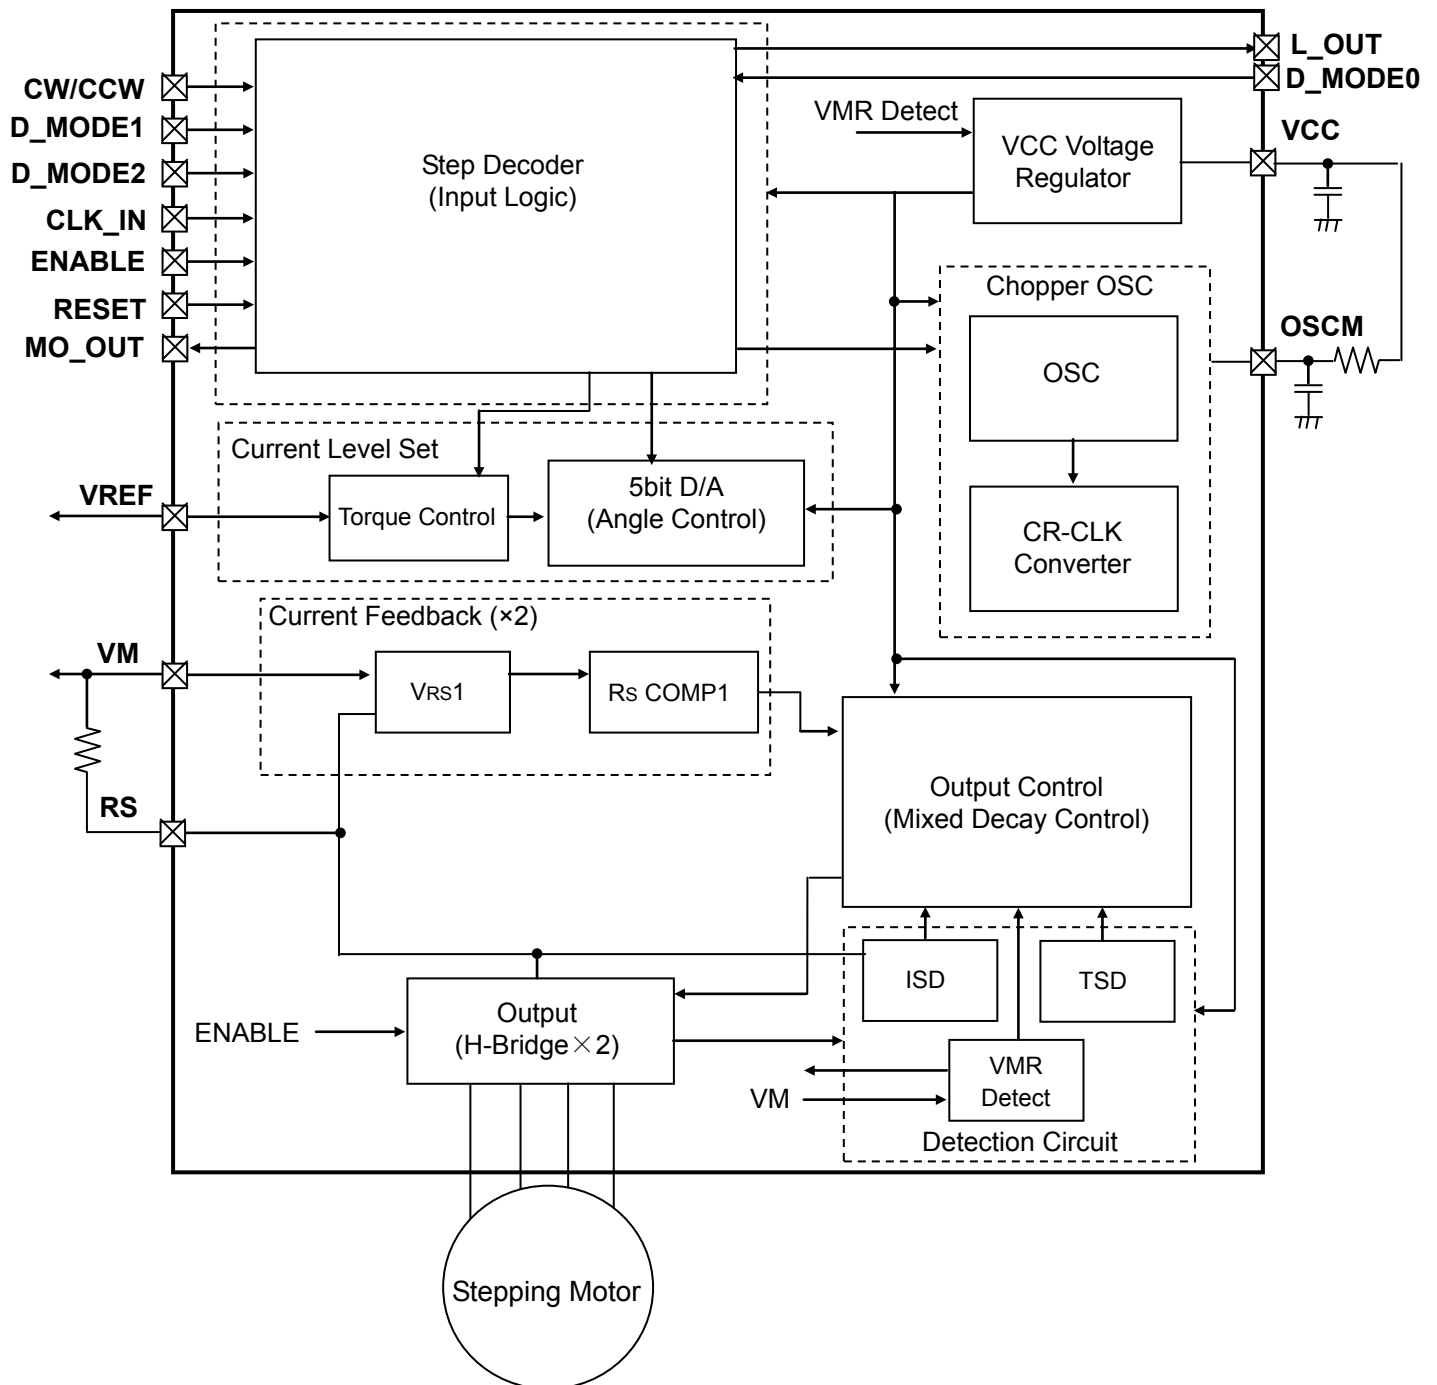 L_OUT
CW/CCW
D_MODE0
D_MODE1
VMR Detect
VCC
Step Decoder
(Input Logic)
VCC Voltage
Regulator
D_MODE2
CLK_IN
ENABLE
RESET
MO_OUT
Chopper OSC
OSCM
OSC
Current Level Set
VREF
Torque Control
5bit D/A
(Angle Control)
CR-CLK
Converter
Current Feedback (×2)
VM
VRS1
RS COMP1
RS
Output Control
(Mixed Decay Control)
ISD
TSD
ENABLE
Output
(H-Bridge×2)
VM
VMR
Detect
Detection Circuit
Stepping Motor